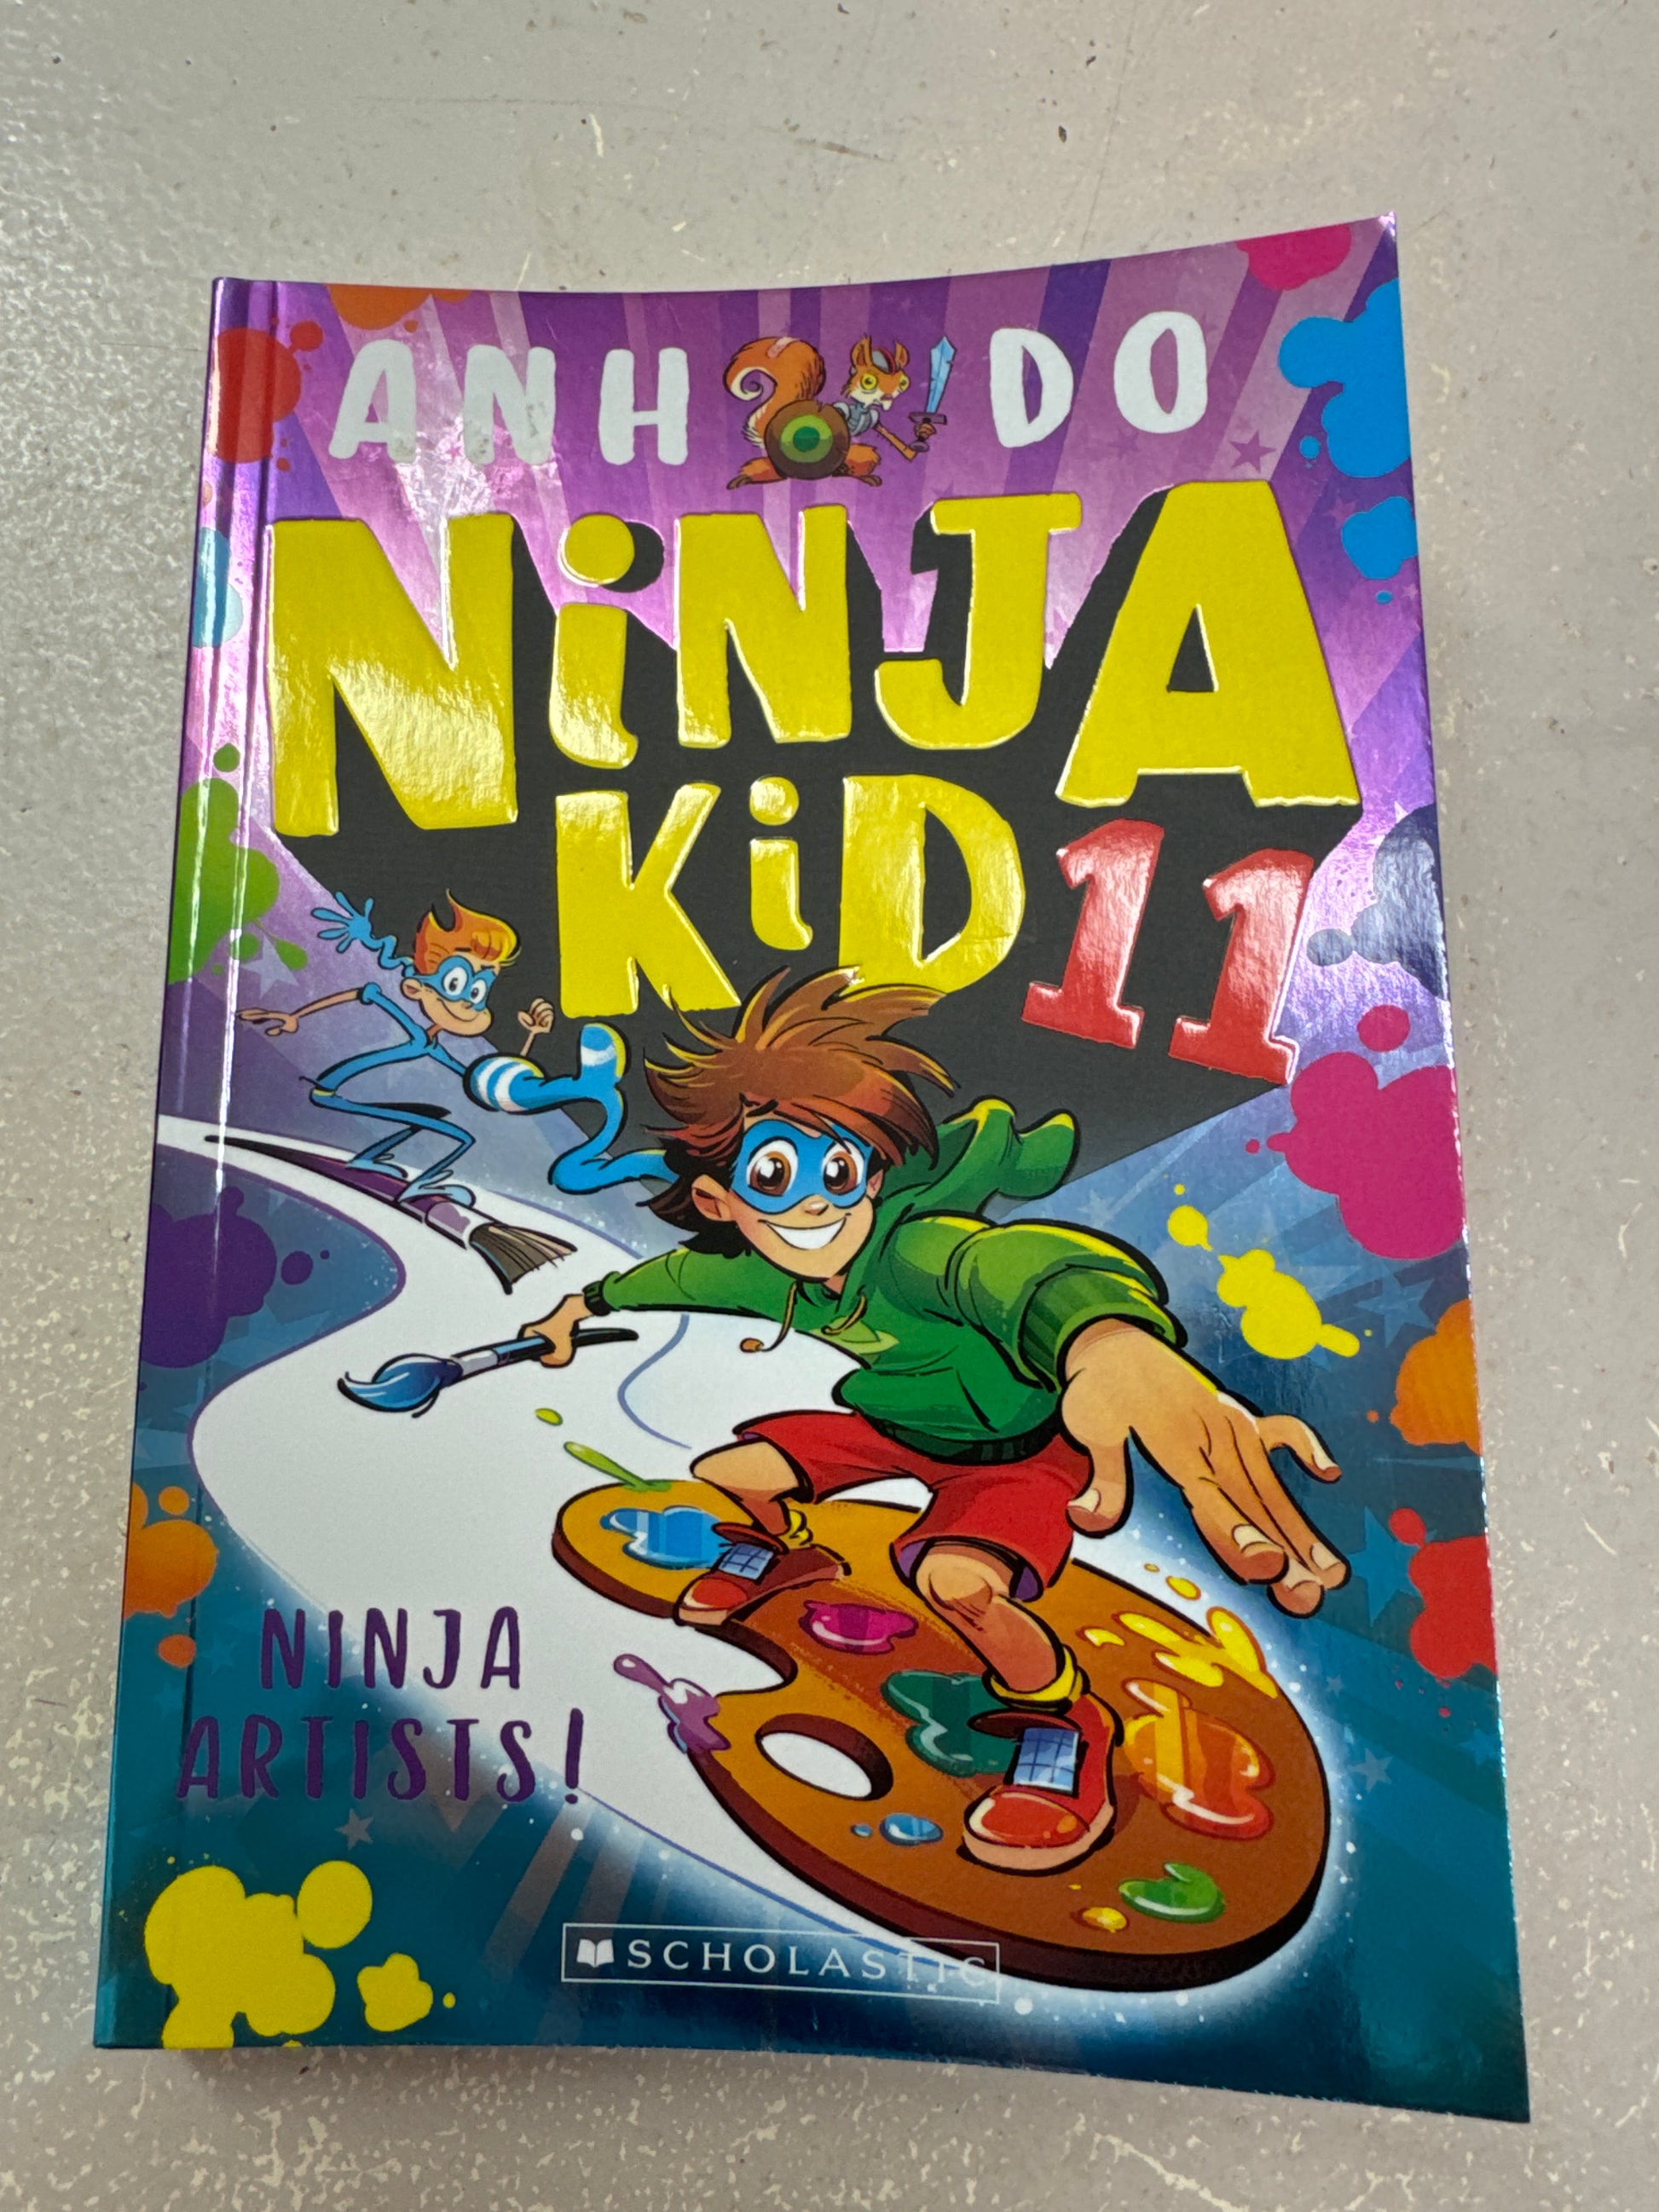 ANH DO
NiNJA
KiD 11
NINJA
ARTISTS!
SCHOLASTIC